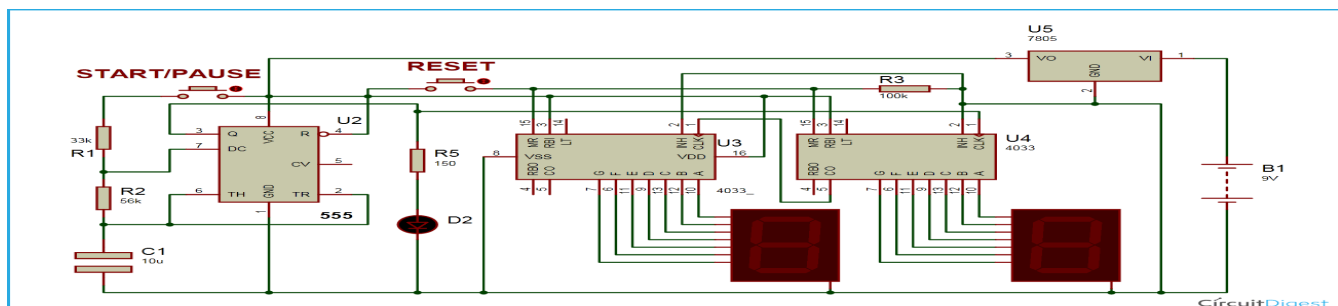 START/PAUSE
RESET
U5
7805
3
VO
VI
1
GND
2
R3
100k
33k
R1
R2
56k
C1
10u
8
VCC
U2
3
Q
R
4
7
DC
CV
5
6
TH
TR
2
GND
1
555
R5
150
D2
15
3
14
2
1
MR
RBI
LT
INH
CLK
U3
8
VSS
VDD
16
RBO
CO
G
F
E
D
C
B
A
4
5
7
6
11
9
13
12
10
4033_
15
3
14
2
1
MR
RBI
LT
INH
CLK
U4
4033
RBO
CO
G
F
E
D
C
B
A
4
5
7
6
11
9
13
12
10
B1
9V
CircuitDigest